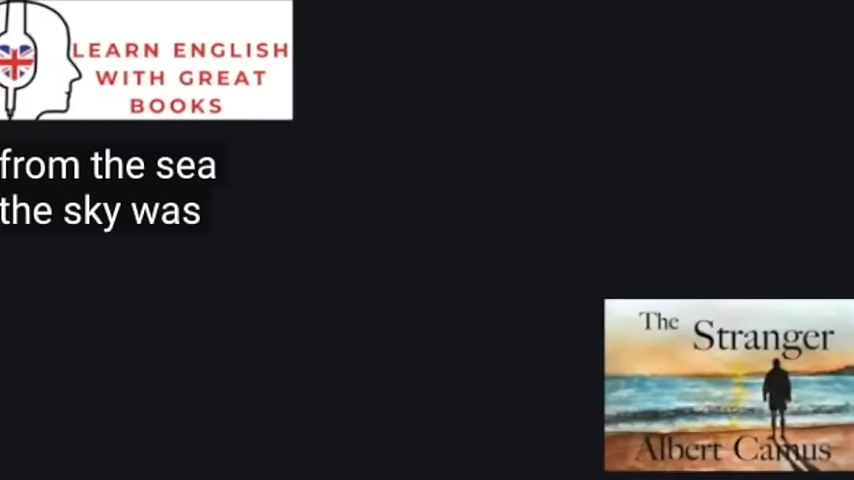 LEARN ENGLISH
WITH GREAT
BOOKS
from the sea
the sky was
The Stranger
Albert Camus